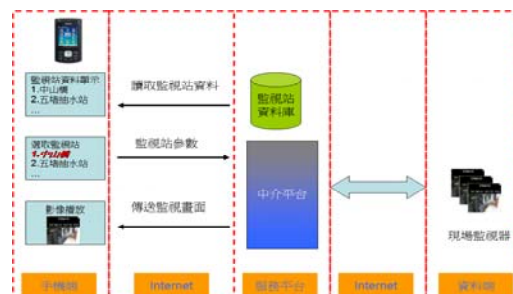 監視站資料顯示
1.中山橋
2.五堵抽水站
...
讀取監視站資料
監視站
資料庫
選取監視站
1.中山橋
2.五堵抽水站
...
監視站參數
中介平台
影像播放
傳送監視畫面
現場監視器
手機端
Internet
服務平台
Internet
資料端